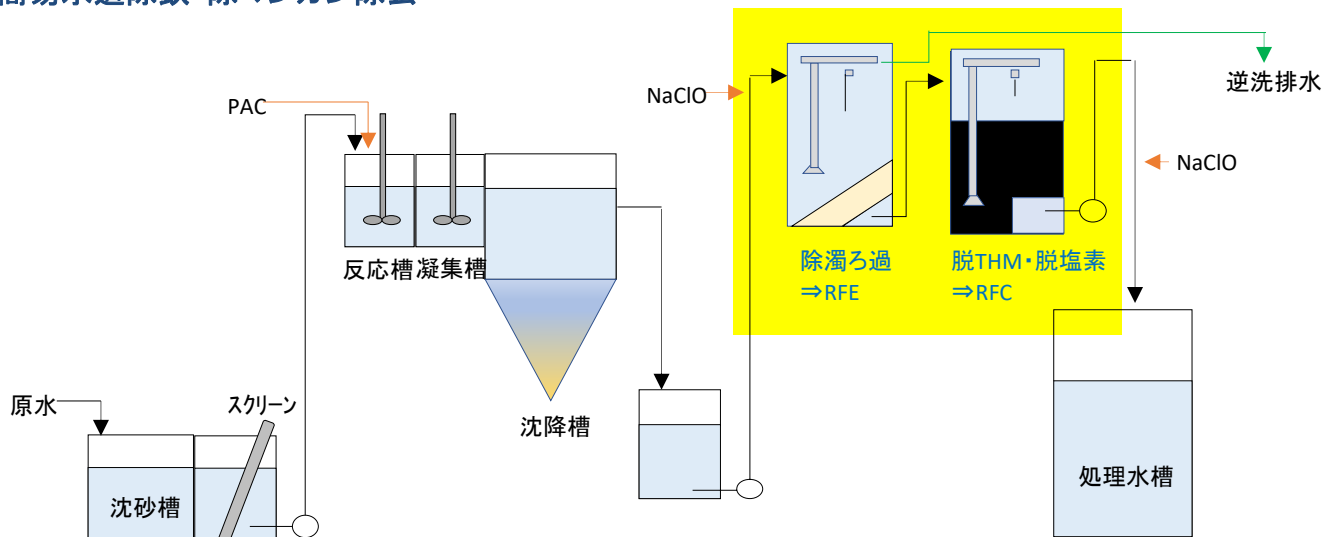 PAC
NaClO
逆洗排水
NaClO
反応槽
凝集槽
除濁ろ過
⇒RFE
脱THM・脱塩素
⇒RFC
沈降槽
原水
スクリーン
沈砂槽
処理水槽